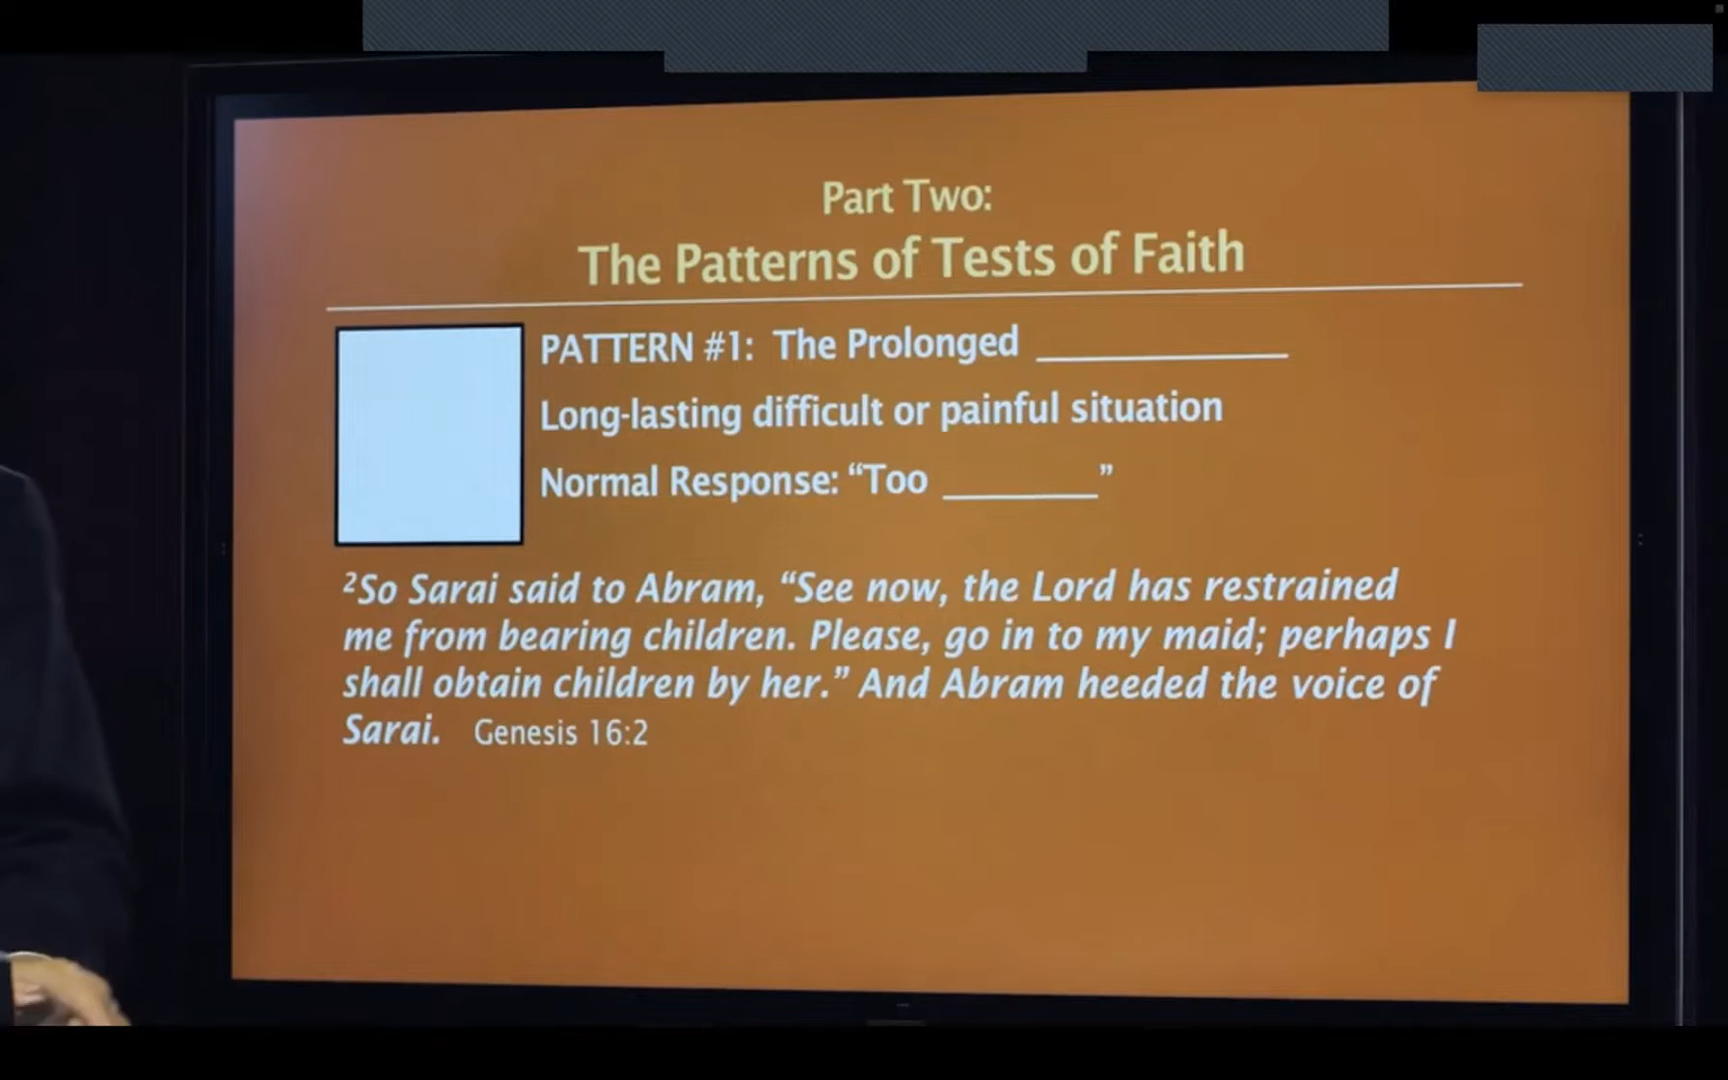 Part Two:
The Patterns of Tests of Faith
PATTERN #1: The Prolonged ____________
Long-lasting difficult or painful situation
Normal Response: “Too ________”
²So Sarai said to Abram, “See now, the Lord has restrained
me from bearing children. Please, go in to my maid; perhaps I
shall obtain children by her.” And Abram heeded the voice of
Sarai. Genesis 16:2